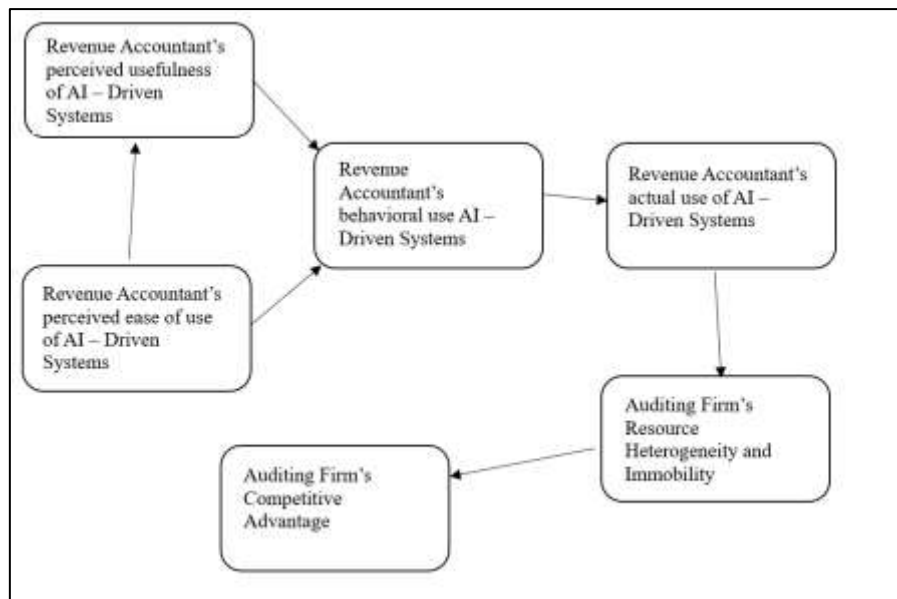 Revenue Accountant's
perceived usefulness
of AI – Driven
Systems
Revenue
Accountant's
behavioral use AI –
Driven Systems
Revenue Accountant's
actual use of AI –
Driven Systems
Revenue Accountant's
perceived ease of use
of AI – Driven
Systems
Auditing Firm's
Resource
Heterogeneity and
Immobility
Auditing Firm's
Competitive
Advantage